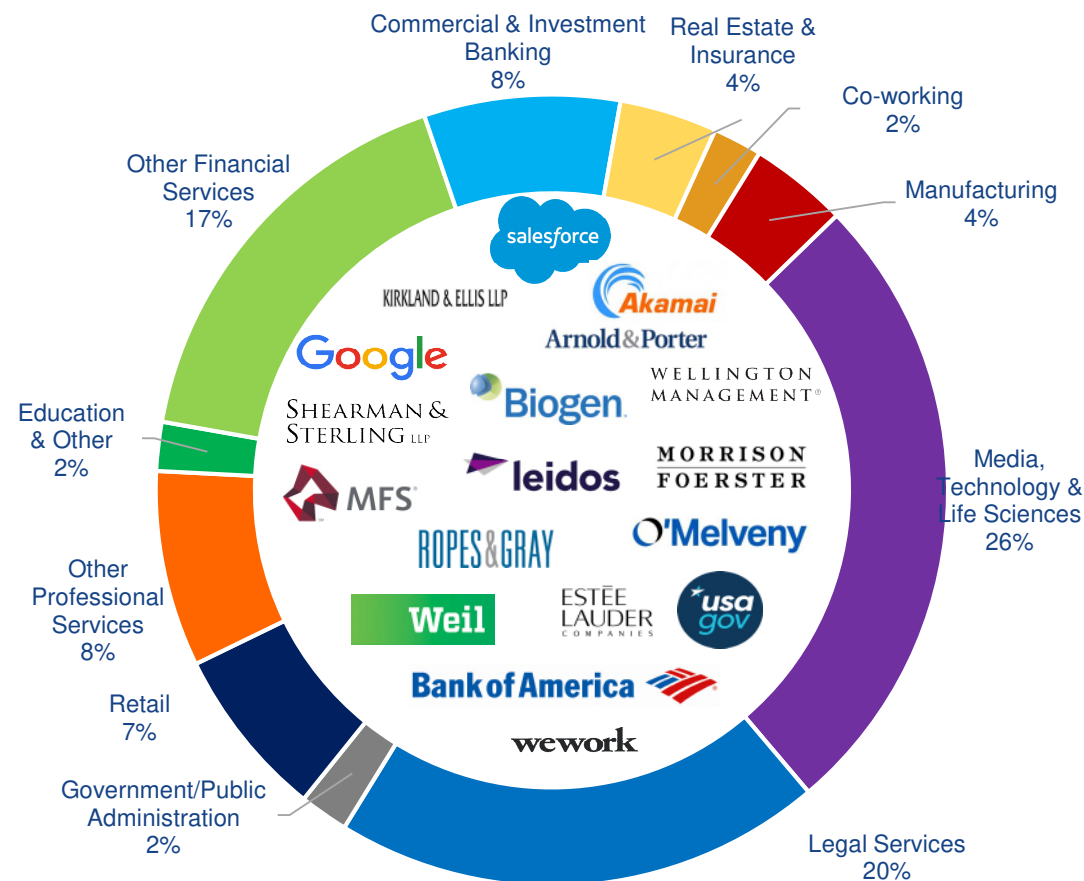 Commercial & Investment
Banking
8%
Real Estate &
Insurance
4%
Co-working
2%
Manufacturing
4%
Other Financial
Services
17%
salesforce
KIRKLAND & ELLIS LLP
Akamai
Arnold&Porter
Google
WELLINGTON
MANAGEMENT®
Biogen.
SHEARMAN &
STERLING LLP
Education
& Other
2%
leidos
MORRISON
FOERSTER
MFS®
Media,
Technology &
Life Sciences
26%
O'Melveny
ROPES&GRAY
Other
Professional
Services
8%
Weil
ESTĒE
LAUDER
COMPANIES
usa
gov
Bank of America
Retail
7%
wework
Government/Public
Administration
2%
Legal Services
20%